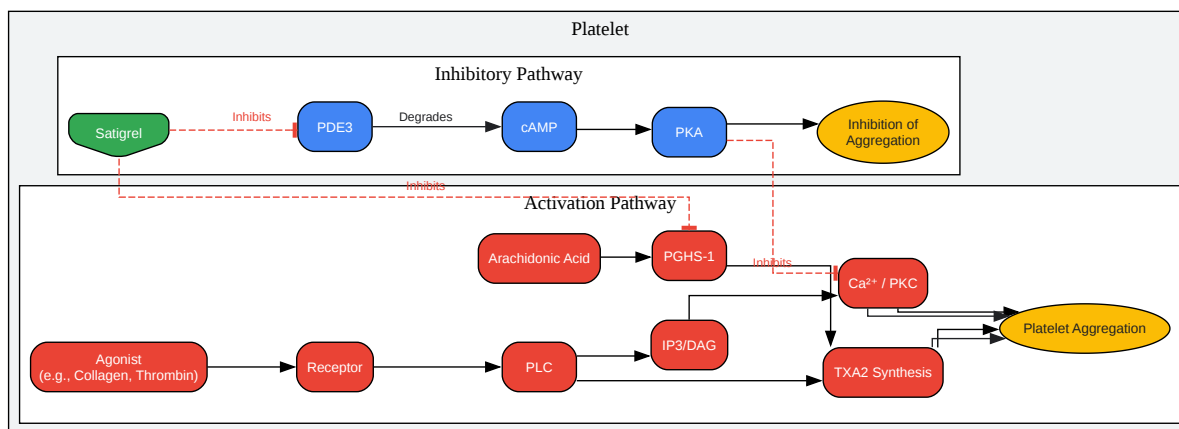 Platelet
Inhibitory Pathway
Satigrel
Inhibits
PDE3
Degrades
cAMP
PKA
Inhibition of
Aggregation
Inhibits
Activation Pathway
Arachidonic Acid
PGHS-1
Inhibits
Ca²⁺ / PKC
Agonist
(e.g., Collagen, Thrombin)
Receptor
PLC
IP3/DAG
TXA2 Synthesis
Platelet Aggregation